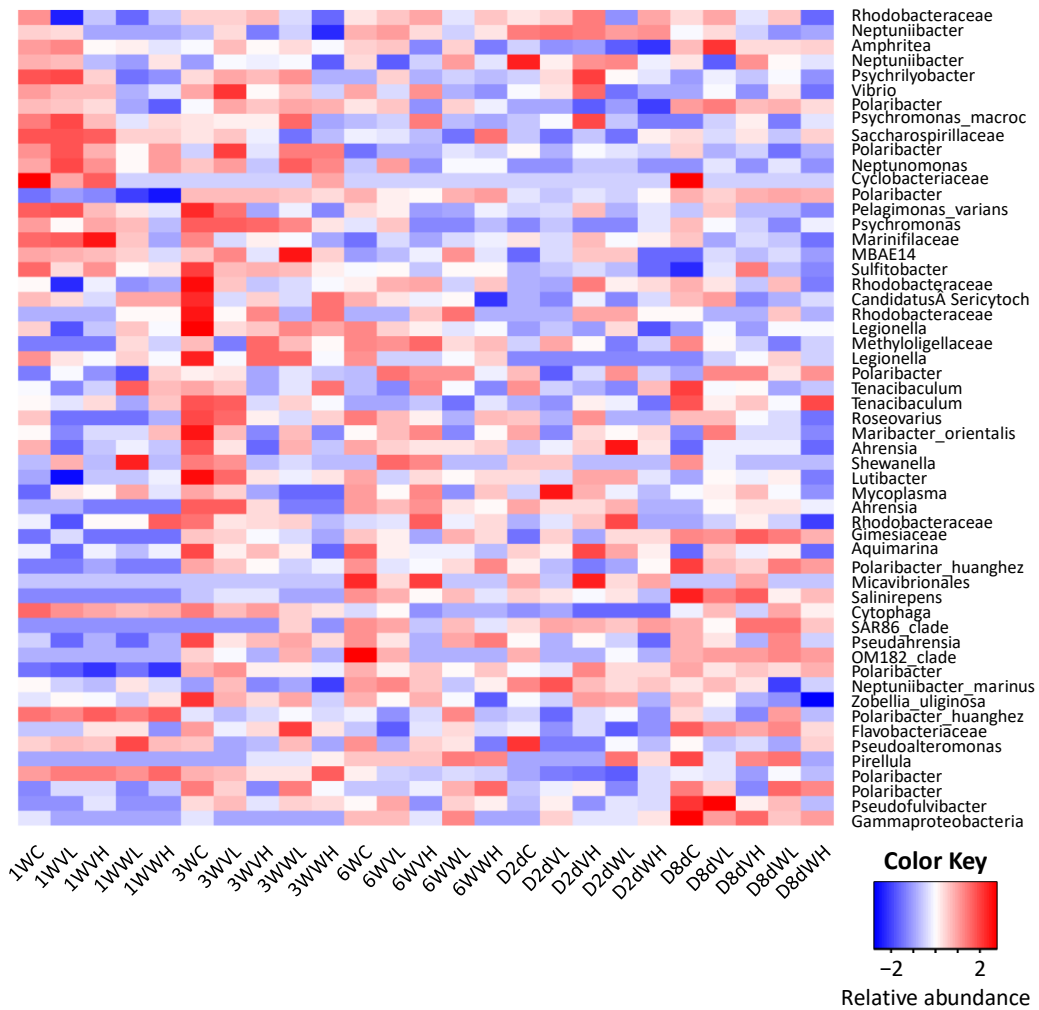 Rhodobacteraceae
Neptuniibacter
Amphritea
Neptuniibacter
Psychrilyobacter
Vibrio
Polaribacter
Psychromonas_macroc
Saccharospirillaceae
Polaribacter
Neptunomonas
Cyclobacteriaceae
Polaribacter
Pelagimonas_varians
Psychromonas
Marinifilaceae
MBAE14
Sulfitobacter
Rhodobacteraceae
CandidatusA Sericytoch
Rhodobacteraceae
Legionella
Methyloligellaceae
Legionella
Polaribacter
Tenacibaculum
Tenacibaculum
Roseovarius
Maribacter_orientalis
Ahrensia
Shewanella
Lutibacter
Mycoplasma
Ahrensia
Rhodobacteraceae
Gimesiaceae
Aquimarina
Polaribacter_huanghez
Micavibrionales
Salinirepens
Cytophaga
SAR86_clade
Pseudahrensia
OM182_clade
Polaribacter
Neptuniibacter_marinus
Zobellia_uliginosa
Polaribacter_huanghez
Flavobacteriaceae
Pseudoalteromonas
Pirellula
Polaribacter
Polaribacter
Pseudofulvibacter
Gammaproteobacteria
1WC 1WVL 1WVH 1WWL 1WWH 3WC 3WVL 3WVH 3WWL 3WWH 6WC 6WVL 6WVH 6WWL 6WWH D2dC D2dVL D2dVH D2dWL D2dWH D8dC D8dVL D8dVH D8dWL D8dWH
Color Key
−2 2
Relative abundance